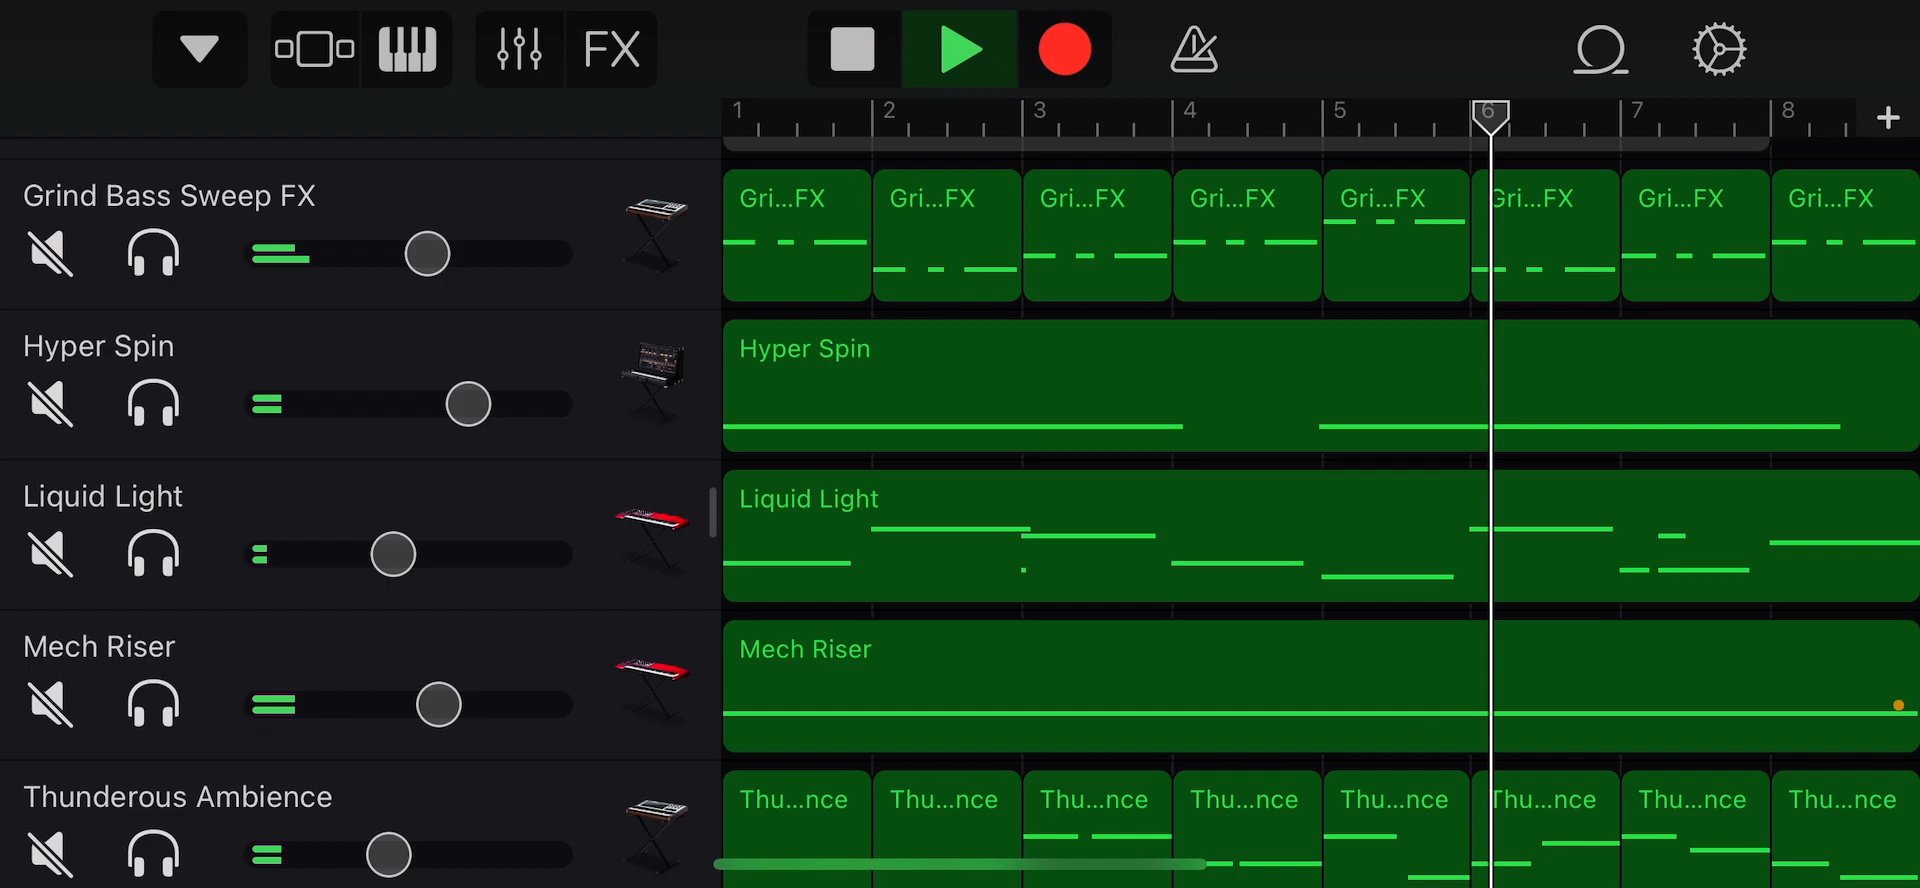 FX
1 2 3 4 5 6 7 8 +
Grind Bass Sweep FX
Gri...FX Gri...FX Gri...FX Gri...FX Gri...FX Gri...FX Gri...FX Gri...FX
Hyper Spin
Hyper Spin
Liquid Light
Liquid Light
Mech Riser
Mech Riser
Thunderous Ambience
Thu...nce Thu...nce Thu...nce Thu...nce Thu...nce Thu...nce Thu...nce Thu...nce